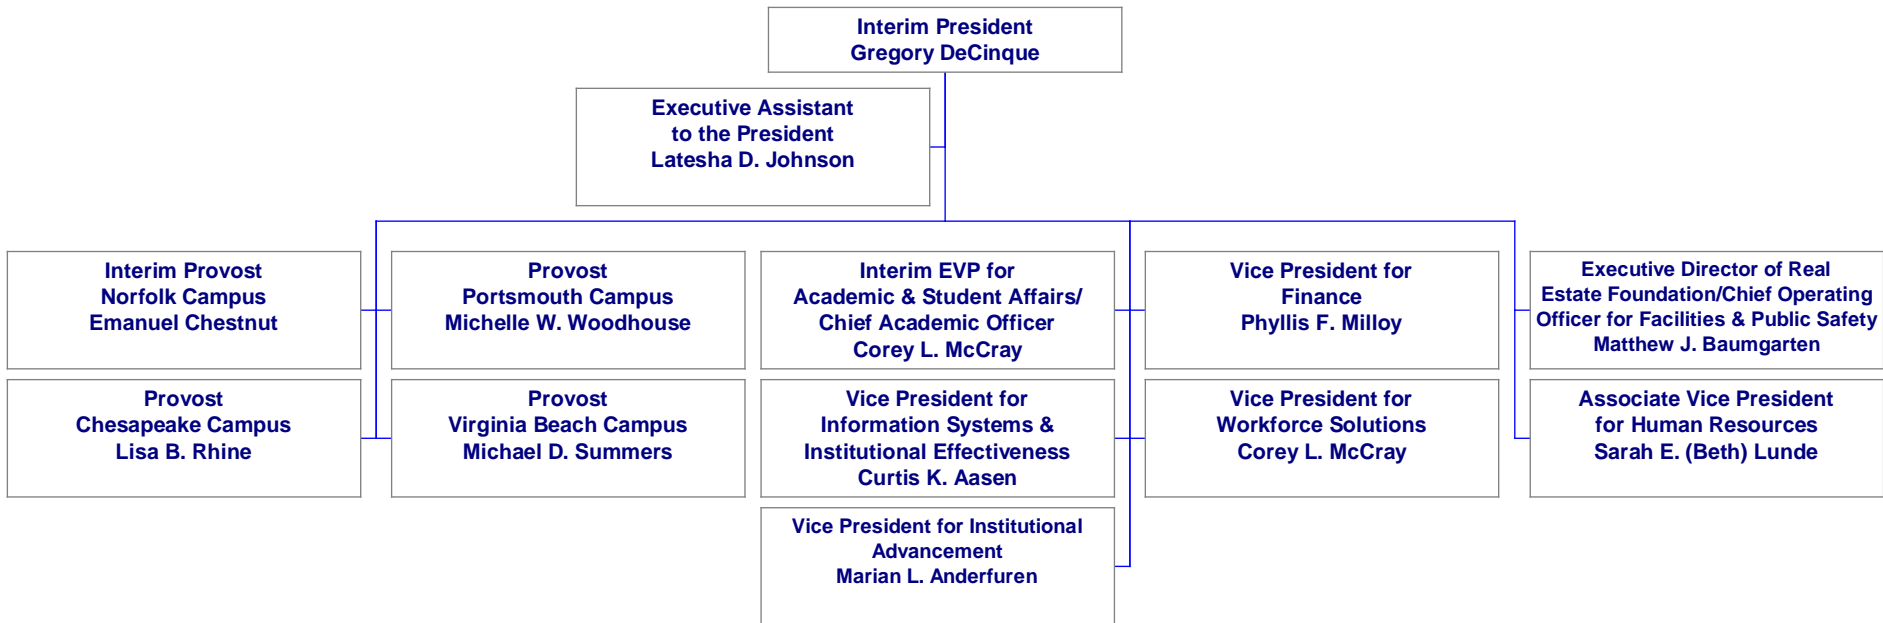 Interim President
Gregory DeCinque
Executive Assistant
to the President
Latesha D. Johnson
Interim Provost
Norfolk Campus
Emanuel Chestnut
Provost
Portsmouth Campus
Michelle W. Woodhouse
Interim EVP for
Academic & Student Affairs/
Chief Academic Officer
Corey L. McCray
Vice President for
Finance
Phyllis F. Milloy
Executive Director of Real
Estate Foundation/Chief Operating
Officer for Facilities & Public Safety
Matthew J. Baumgarten
Provost
Chesapeake Campus
Lisa B. Rhine
Provost
Virginia Beach Campus
Michael D. Summers
Vice President for
Information Systems &
Institutional Effectiveness
Curtis K. Aasen
Vice President for
Workforce Solutions
Corey L. McCray
Associate Vice President
for Human Resources
Sarah E. (Beth) Lunde
Vice President for Institutional
Advancement
Marian L. Anderfuren